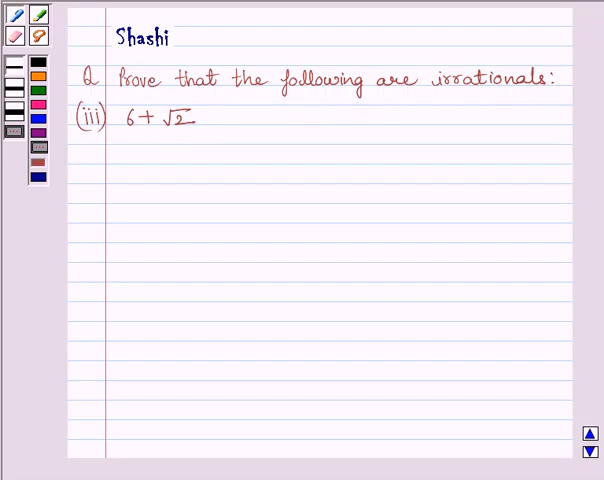 Shashi
Q Prove that the following are irrationals:
(iii) 6 + √2